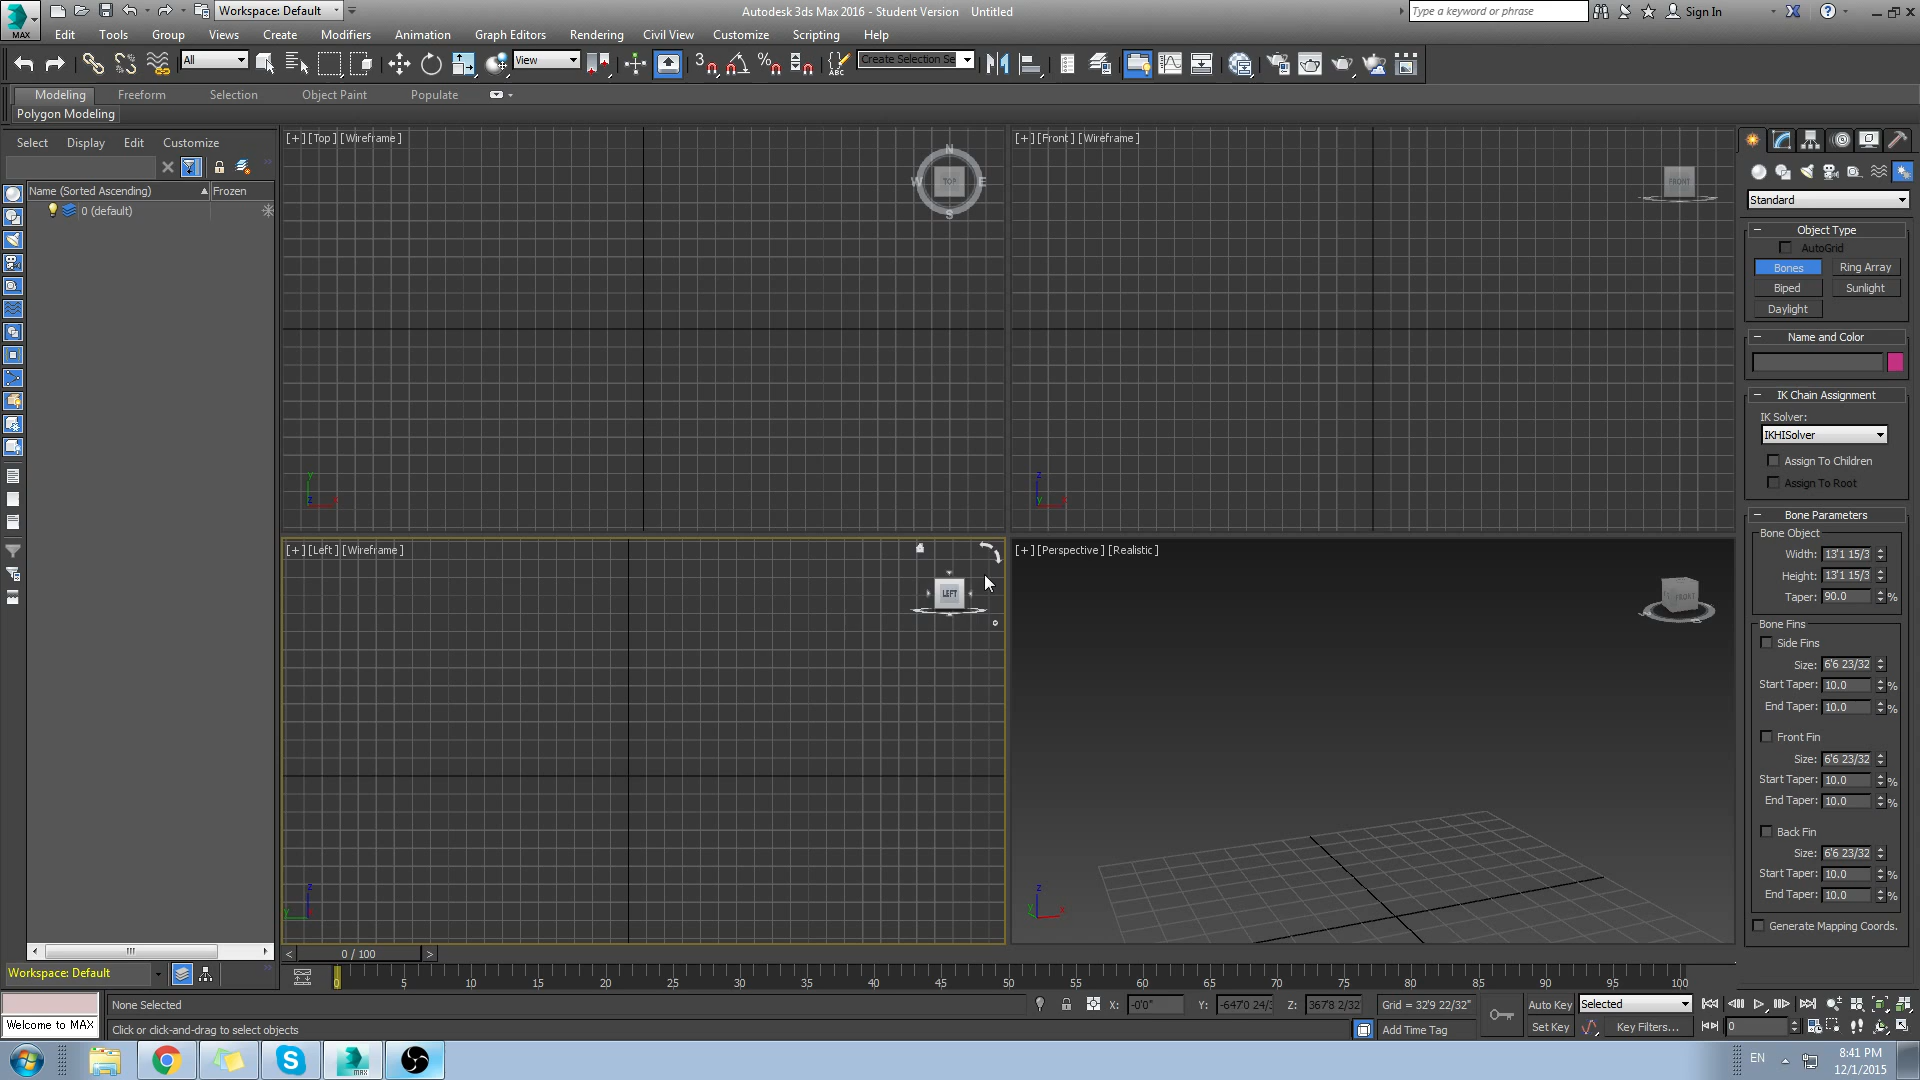 Workspace: Default
Autodesk 3ds Max 2016 - Student Version Untitled
Type a keyword or phrase
Sign In
MAX
Edit Tools Group Views Create Modifiers Animation Graph Editors Rendering Civil View Customize Scripting Help
All
View
3
ABC
Create Selection Se
Modeling Freeform Selection Object Paint Populate
Polygon Modeling
Select Display Edit Customize
Name (Sorted Ascending) Frozen
0 (default)
[+] [Top] [Wireframe]
N
W TOP E
S
y
z x
[+] [Front] [Wireframe]
FRONT
z
y x
[+] [Left] [Wireframe]
LEFT
z
y
[+] [Perspective] [Realistic]
FRONT
z
y x
Standard
Object Type
AutoGrid
Bones Ring Array
Biped Sunlight
Daylight
Name and Color
IK Chain Assignment
IK Solver:
IKHISolver
Assign To Children
Assign To Root
Bone Parameters
Bone Object
Width: 13'1 15/3
Height: 13'1 15/3
Taper: 90.0 %
Bone Fins
Side Fins
Size: 6'6 23/32
Start Taper: 10.0 %
End Taper: 10.0 %
Front Fin
Size: 6'6 23/32
Start Taper: 10.0 %
End Taper: 10.0 %
Back Fin
Size: 6'6 23/32
Start Taper: 10.0 %
End Taper: 10.0 %
Generate Mapping Coords.
< 0 / 100 >
Workspace: Default
0 5 10 15 20 25 30 35 40 45 50 55 60 65 70 75 80 85 90 95 100
None Selected
X: -0'0" Y: -647'0 24/3 Z: 367'8 2/32 Grid = 32'9 22/32"
Auto Key Selected
Welcome to MAX
Click or click-and-drag to select objects
Add Time Tag
Set Key Key Filters...
0
S
MAX
EN
8:41 PM
12/1/2015